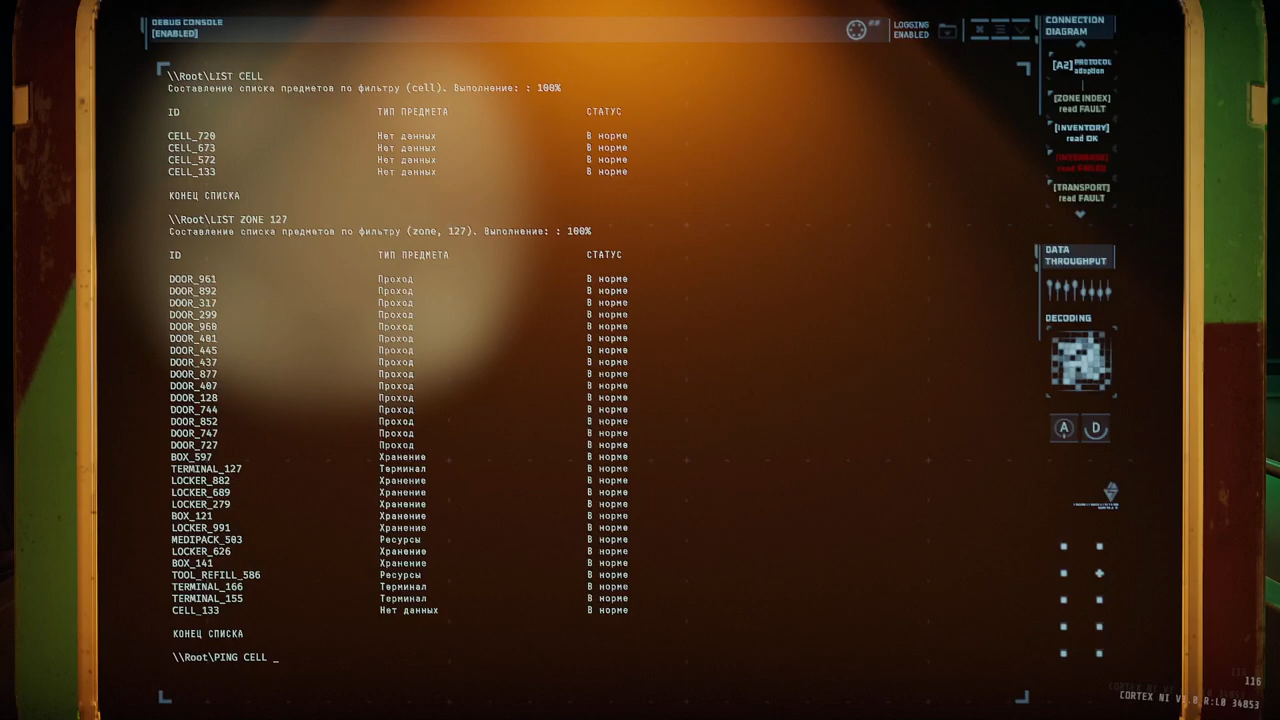 DEBUG CONSOLE
[ENABLED]
LOGGING
ENABLED
\\Root\LIST CELL
Составление списка предметов по фильтру (cell). Выполнение: : 100%
ID ТИП ПРЕДМЕТА СТАТУС
CELL_720 Нет данных В норме
CELL_673 Нет данных В норме
CELL_572 Нет данных В норме
CELL_133 Нет данных В норме
КОНЕЦ СПИСКА
\\Root\LIST ZONE 127
Составление списка предметов по фильтру (zone, 127). Выполнение: : 100%
ID ТИП ПРЕДМЕТА СТАТУС
DOOR_961 Проход В норме
DOOR_892 Проход В норме
DOOR_317 Проход В норме
DOOR_299 Проход В норме
DOOR_960 Проход В норме
DOOR_401 Проход В норме
DOOR_445 Проход В норме
DOOR_437 Проход В норме
DOOR_877 Проход В норме
DOOR_407 Проход В норме
DOOR_128 Проход В норме
DOOR_744 Проход В норме
DOOR_852 Проход В норме
DOOR_747 Проход В норме
DOOR_727 Проход В норме
BOX_597 Хранение В норме
TERMINAL_127 Терминал В норме
LOCKER_882 Хранение В норме
LOCKER_689 Хранение В норме
LOCKER_279 Хранение В норме
BOX_121 Хранение В норме
LOCKER_991 Хранение В норме
MEDIPACK_503 Ресурсы В норме
LOCKER_626 Хранение В норме
BOX_141 Хранение В норме
TOOL_REFILL_586 Ресурсы В норме
TERMINAL_166 Терминал В норме
TERMINAL_155 Терминал В норме
CELL_133 Нет данных В норме
КОНЕЦ СПИСКА
\\Root\PING CELL _
CONNECTION
DIAGRAM
[A2] PROTOCOL
adaption
[ZONE INDEX]
read FAULT
[INVENTORY]
read OK
read FAILED
[TRANSPORT]
read FAULT
DATA
THROUGHPUT
DECODING
A D
116
CORTEX NI V1.0 R:L0 34853